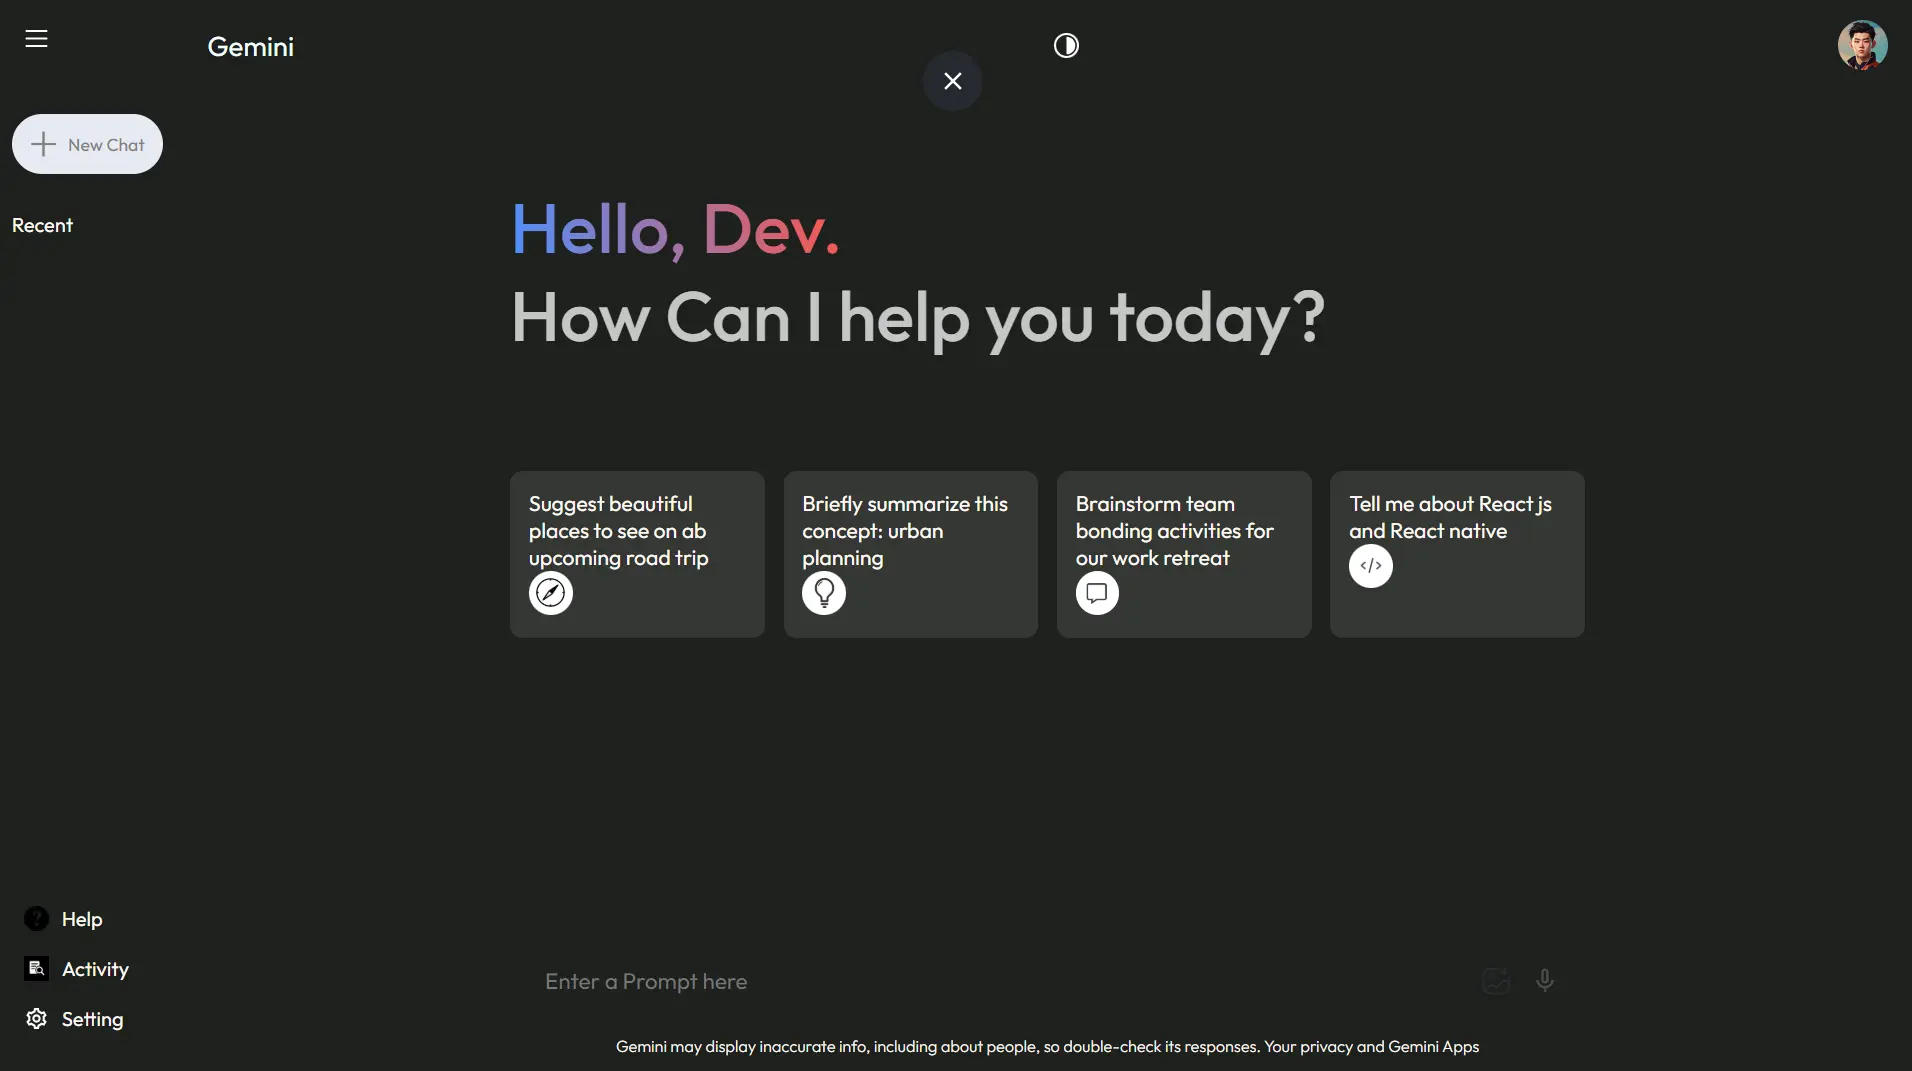 Gemini
New Chat
Recent
Hello, Dev.
How Can I help you today?
Suggest beautiful
places to see on ab
upcoming road trip
Briefly summarize this
concept: urban
planning
Brainstorm team
bonding activities for
our work retreat
Tell me about React js
and React native
</>
Help
Activity
Setting
Enter a Prompt here
Gemini may display inaccurate info, including about people, so double-check its responses. Your privacy and Gemini Apps